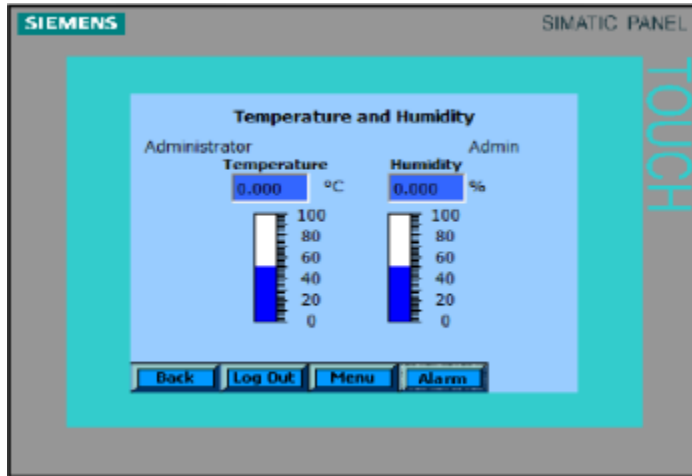 SIEMENS
SIMATIC PANEL
TOUCH
Temperature and Humidity
Administrator Admin
Temperature Humidity
0.000 °C 0.000 %
100 100
80 80
60 60
40 40
20 20
0 0
Back Log Out Menu Alarm